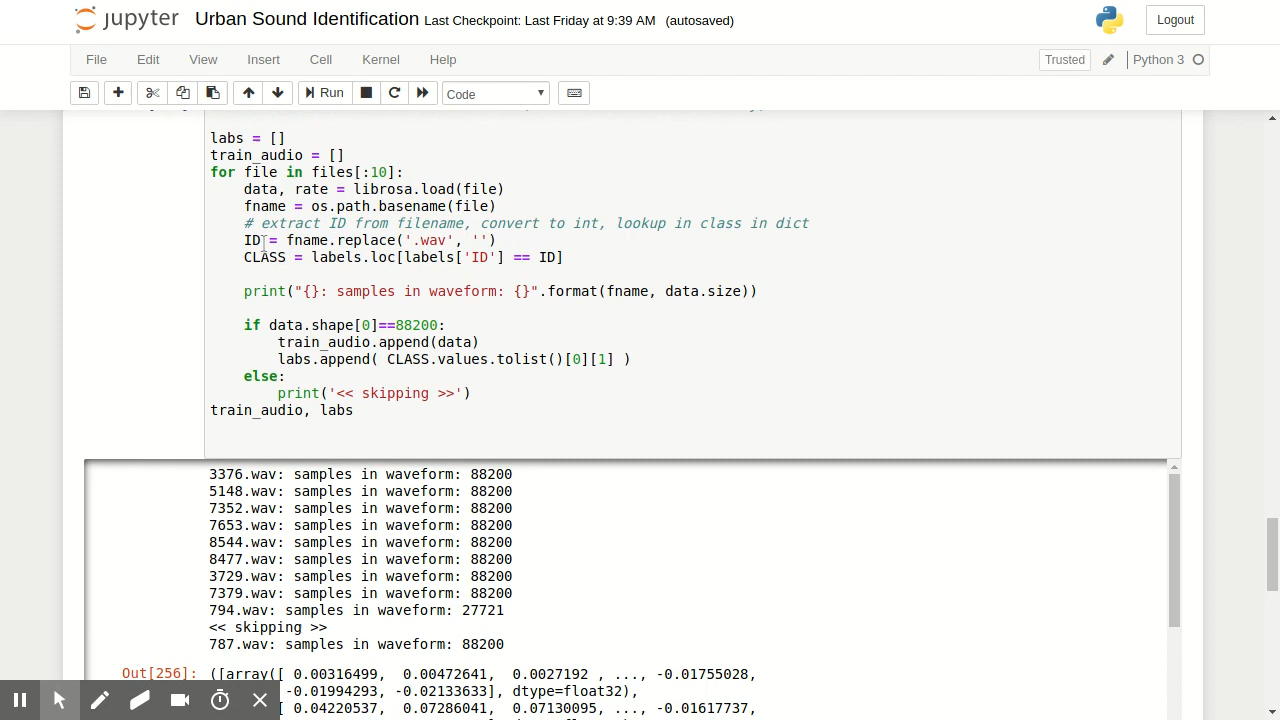 jupyter Urban Sound Identification Last Checkpoint: Last Friday at 9:39 AM (autosaved) Logout
File Edit View Insert Cell Kernel Help Trusted Python 3
Run Code
labs = []
train_audio = []
for file in files[:10]:
data, rate = librosa.load(file)
fname = os.path.basename(file)
# extract ID from filename, convert to int, lookup in class in dict
ID = fname.replace('.wav', '')
CLASS = labels.loc[labels['ID'] == ID]
print("{}: samples in waveform: {}".format(fname, data.size))
if data.shape[0]==88200:
train_audio.append(data)
labs.append( CLASS.values.tolist()[0][1] )
else:
print('<< skipping >>')
train_audio, labs
3376.wav: samples in waveform: 88200
5148.wav: samples in waveform: 88200
7352.wav: samples in waveform: 88200
7653.wav: samples in waveform: 88200
8544.wav: samples in waveform: 88200
8477.wav: samples in waveform: 88200
3729.wav: samples in waveform: 88200
7379.wav: samples in waveform: 88200
794.wav: samples in waveform: 27721
<< skipping >>
787.wav: samples in waveform: 88200
Out[256]: ([array([ 0.00316499, 0.00472641, 0.0027192 , ..., -0.01755028,
-0.01994293, -0.02133633], dtype=float32),
[ 0.04220537, 0.07286041, 0.07130095, ..., -0.01617737,